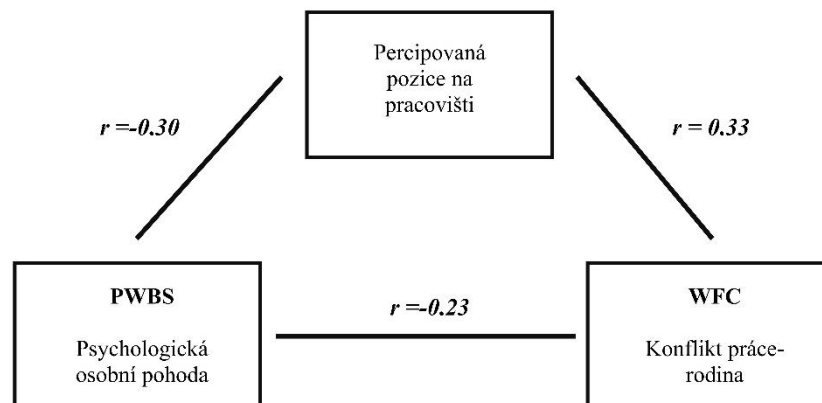 Percipovaná
pozice na
pracovišti
r =-0.30
r = 0.33
PWBS
Psychologická
osobní pohoda
r =-0.23
WFC
Konflikt práce-
rodina